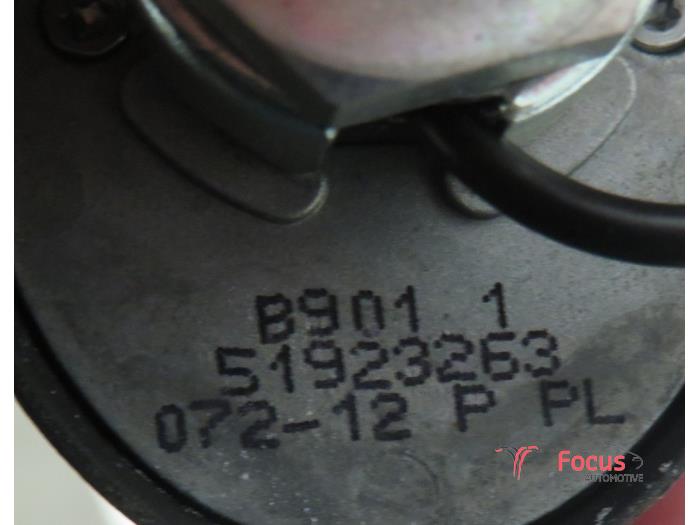 B901 1
51923263
072-12 P PL
Focus
AUTOMOTIVE